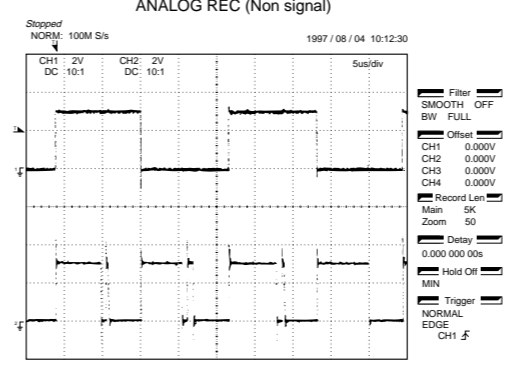 ANALOG REC (Non signal)
Stopped
NORM: 100M S/s
1997 / 08 / 04 10:12:30
CH1 2V
DC 10:1
CH2 2V
DC 10:1
5us/div
Filter
SMOOTH OFF
BW FULL
Offset
CH1 0.000V
CH2 0.000V
CH3 0.000V
CH4 0.000V
Record Len
Main 5K
Zoom 50
Detay
0.000 000 00s
Hold Off
MIN
Trigger
NORMAL
EDGE
CH1